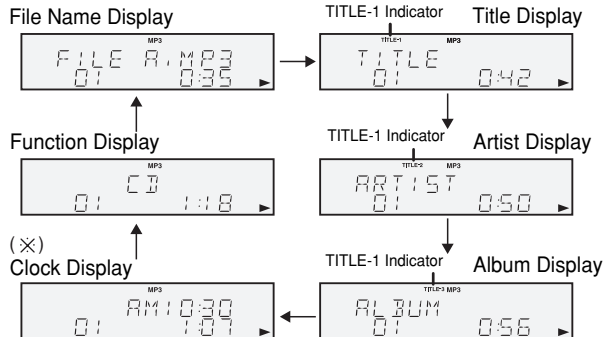 File Name Display
MP3
FILE A.MP3
01 0:35
TITLE-1 Indicator
Title Display
TITLE-1 MP3
TITLE
01 0:42
Function Display
MP3
CD
01 1:18
TITLE-1 Indicator
Artist Display
TITLE-2 MP3
ARTIST
01 0:50
(※)
Clock Display
MP3
AM10:30
01 1:07
TITLE-1 Indicator
Album Display
TITLE-3 MP3
ALBUM
01 0:56